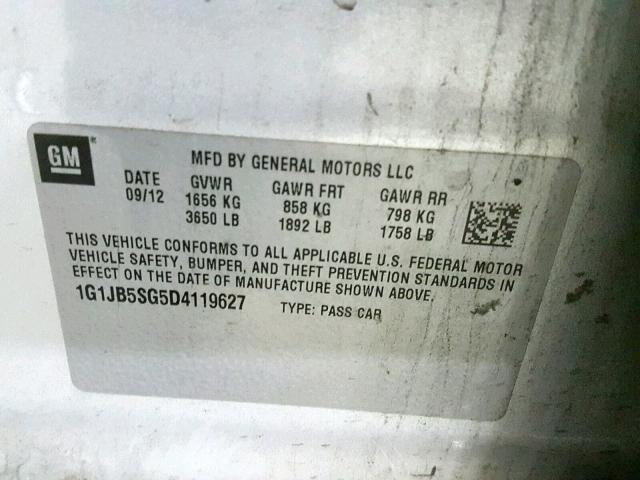 GM
MFD BY GENERAL MOTORS LLC
DATE GVWR GAWR FRT GAWR RR
09/12 1656 KG 858 KG 798 KG
3650 LB 1892 LB 1758 LB
THIS VEHICLE CONFORMS TO ALL APPLICABLE U.S. FEDERAL MOTOR
VEHICLE SAFETY, BUMPER, AND THEFT PREVENTION STANDARDS IN
EFFECT ON THE DATE OF MANUFACTURE SHOWN ABOVE.
1G1JB5SG5D4119627 TYPE: PASS CAR